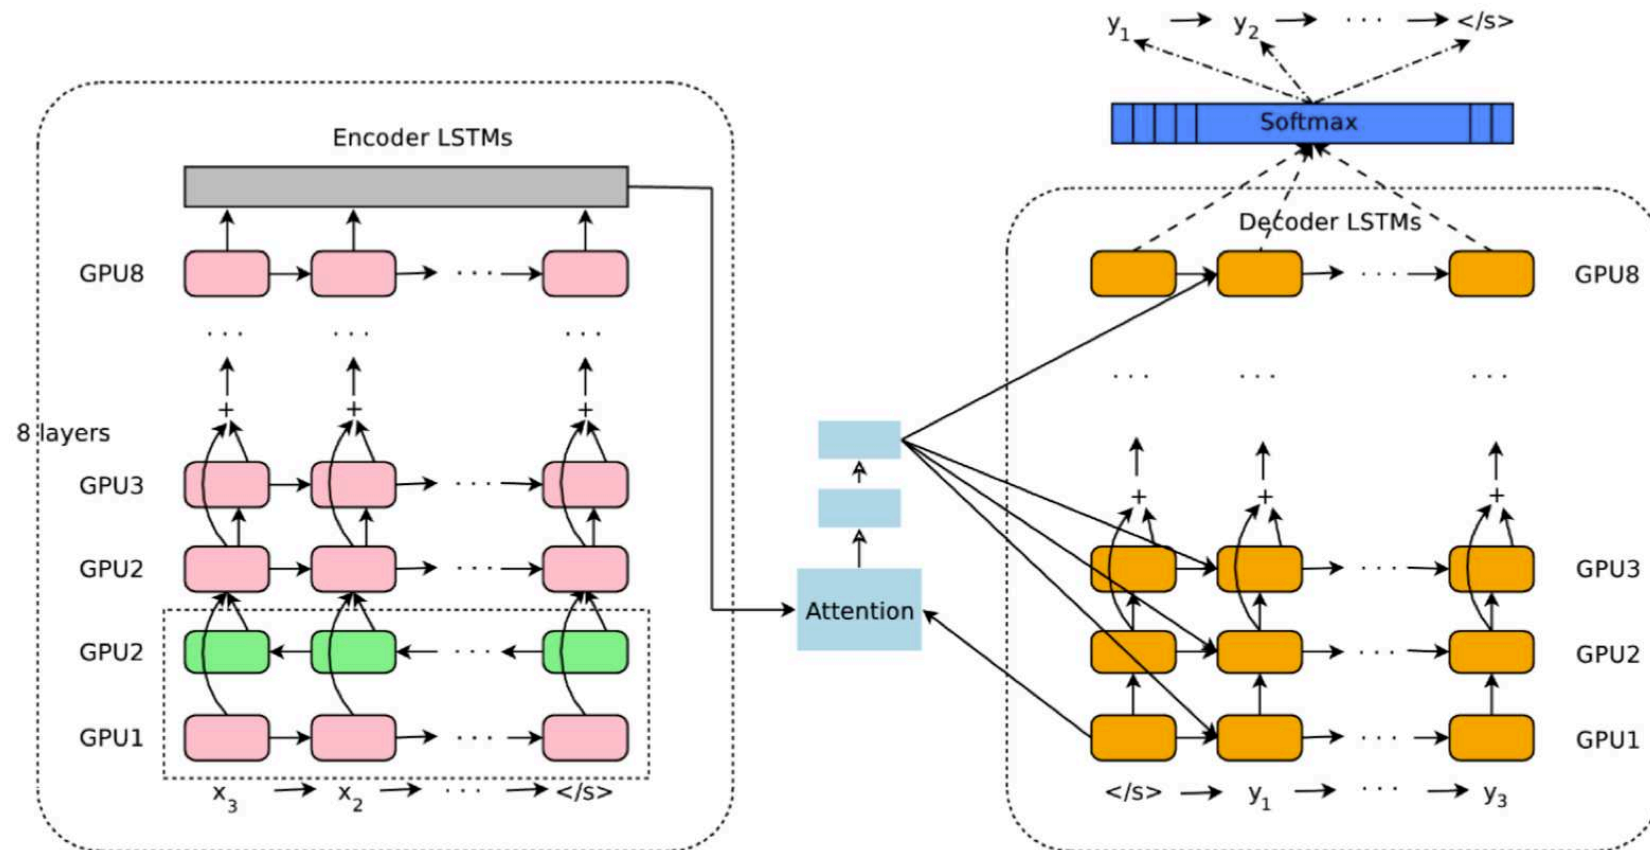 y1 → y2 → · · · → </s>
Softmax
Encoder LSTMs
Decoder LSTMs
GPU8 · · · · · · GPU8
· · · · · · · · ·
· · · · · · · · ·
+ + +
8 layers
GPU3 · · ·
+ + +
GPU2 · · · · · · GPU3
Attention
GPU2 · · · · · · GPU2
GPU1 · · · · · · GPU1
x3 → x2 → · · · → </s>
</s> → y1 → · · · → y3